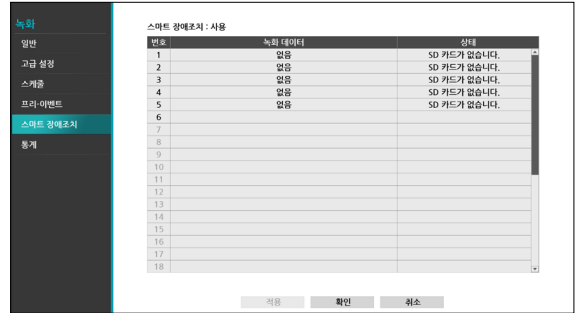 녹화
일반
고급 설정
스케줄
프리·이벤트
스마트 장애조치
통계
스마트 장애조치 : 사용
번호 녹화 데이터 상태
1 없음 SD 카드가 없습니다.
2 없음 SD 카드가 없습니다.
3 없음 SD 카드가 없습니다.
4 없음 SD 카드가 없습니다.
5 없음 SD 카드가 없습니다.
6
7
8
9
10
11
12
13
14
15
16
17
18
적용 확인 취소